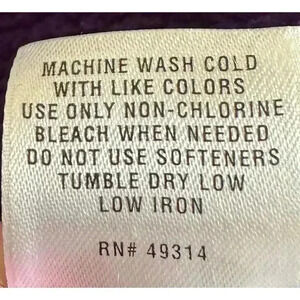 MACHINE WASH COLD
WITH LIKE COLORS
USE ONLY NON-CHLORINE
BLEACH WHEN NEEDED
DO NOT USE SOFTENERS
TUMBLE DRY LOW
LOW IRON
RN# 49314